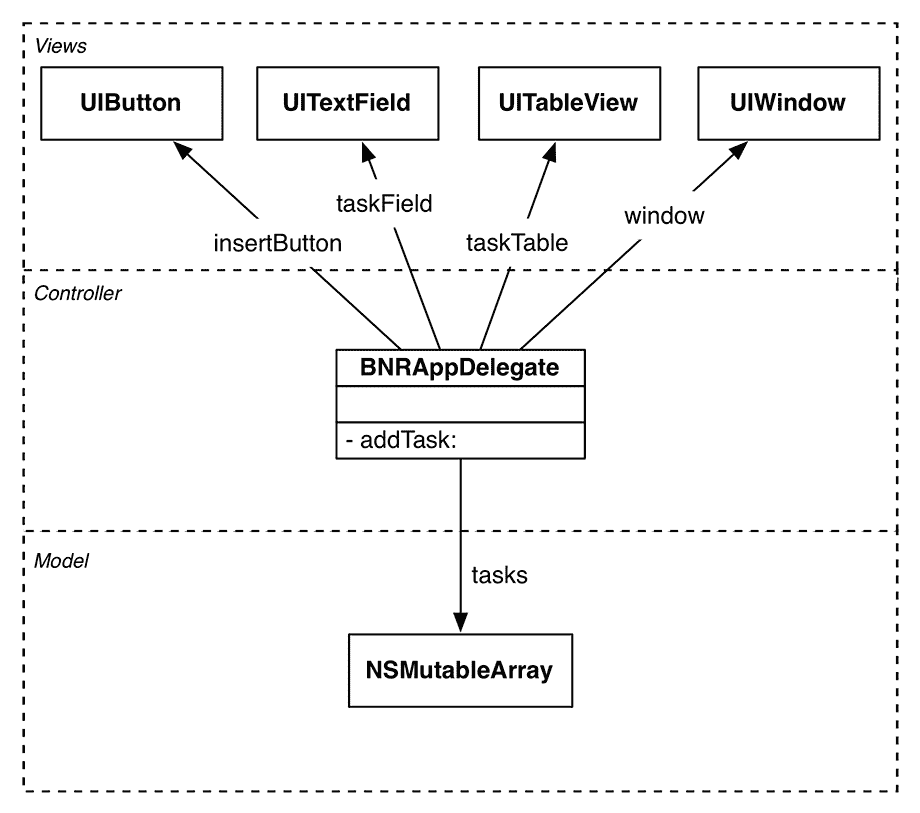 Views
UIButton
UITextField
UITableView
UIWindow
taskField
window
insertButton
taskTable
Controller
BNRAppDelegate
- addTask:
Model
tasks
NSMutableArray